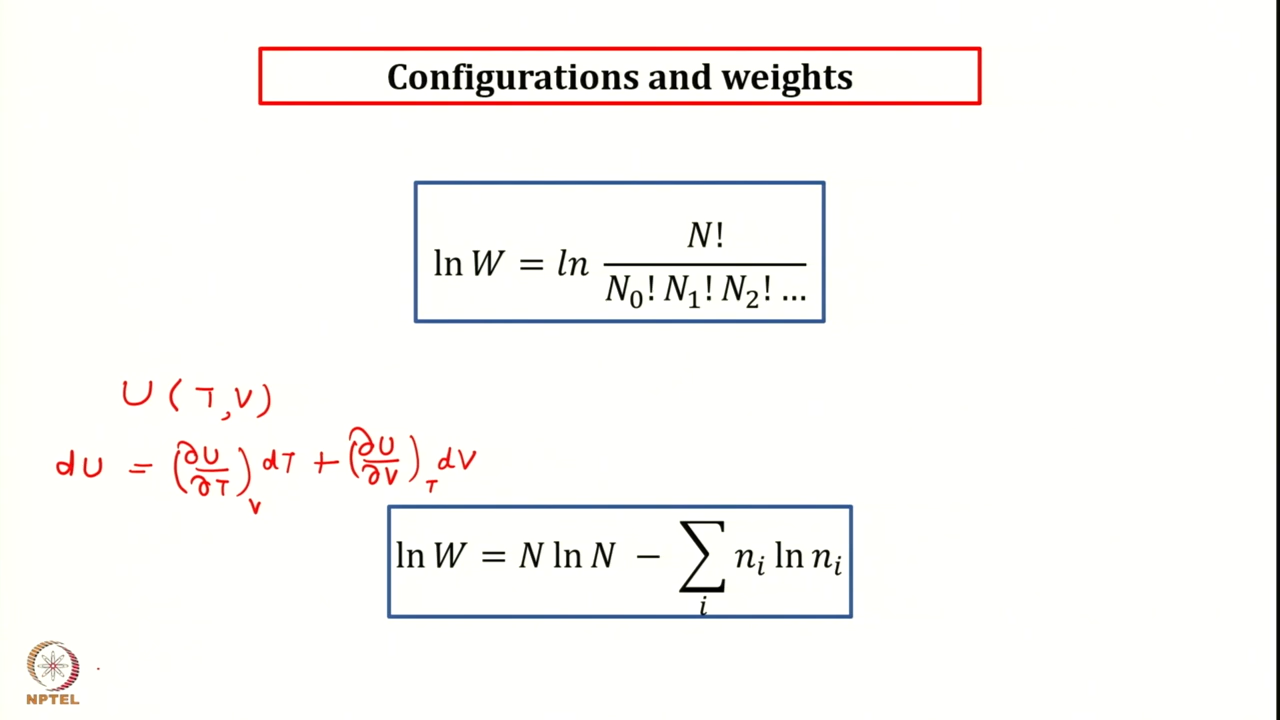 Configurations and weights
ln W = ln N! / N₀! N₁! N₂! …
U (T, V)
dU = (∂U/∂T)_V dT + (∂U/∂V)_T dV
ln W = N ln N − ∑_i n_i ln n_i
NPTEL